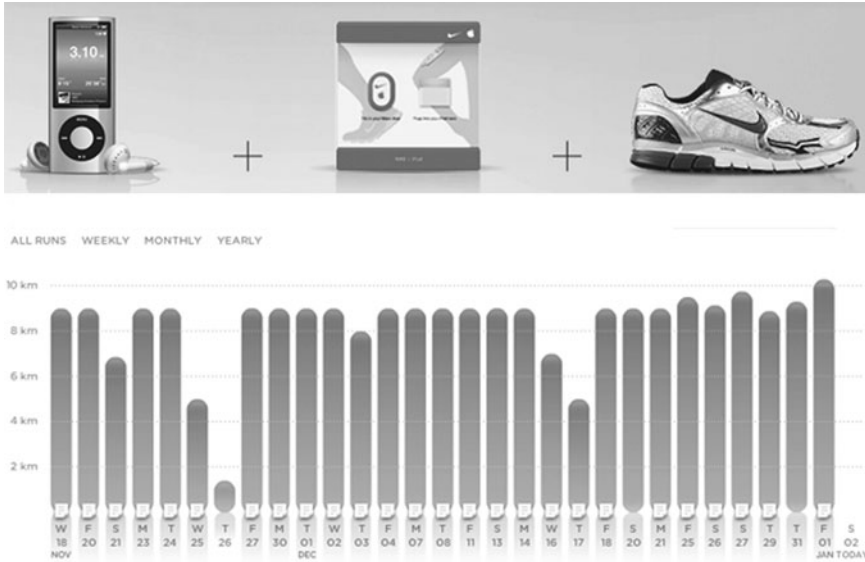 3.10
+
+
ALL RUNS WEEKLY MONTHLY YEARLY
10 km
8 km
6 km
4 km
2 km
W F S M T W T F M T W T F M T F S M W T F S M F S S T T F S
18 20 21 23 24 25 26 27 30 01 02 03 04 07 08 11 13 14 16 17 18 20 21 25 26 27 29 31 01 02
NOV DEC JAN TODAY